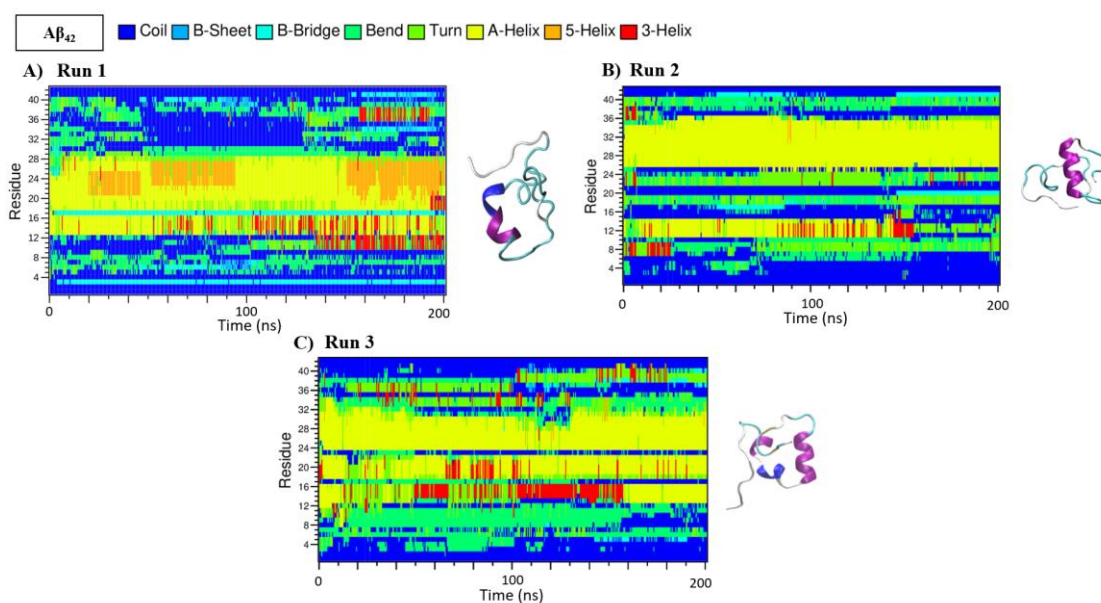 Aβ42 Coil B-Sheet B-Bridge Bend Turn A-Helix 5-Helix 3-Helix
A) Run 1
Residue
40
36
32
28
24
20
16
12
8
4
0 100 200
Time (ns)
B) Run 2
Residue
40
36
32
28
24
20
16
12
8
4
0 100 200
Time (ns)
C) Run 3
Residue
40
36
32
28
24
20
16
12
8
4
0 100 200
Time (ns)